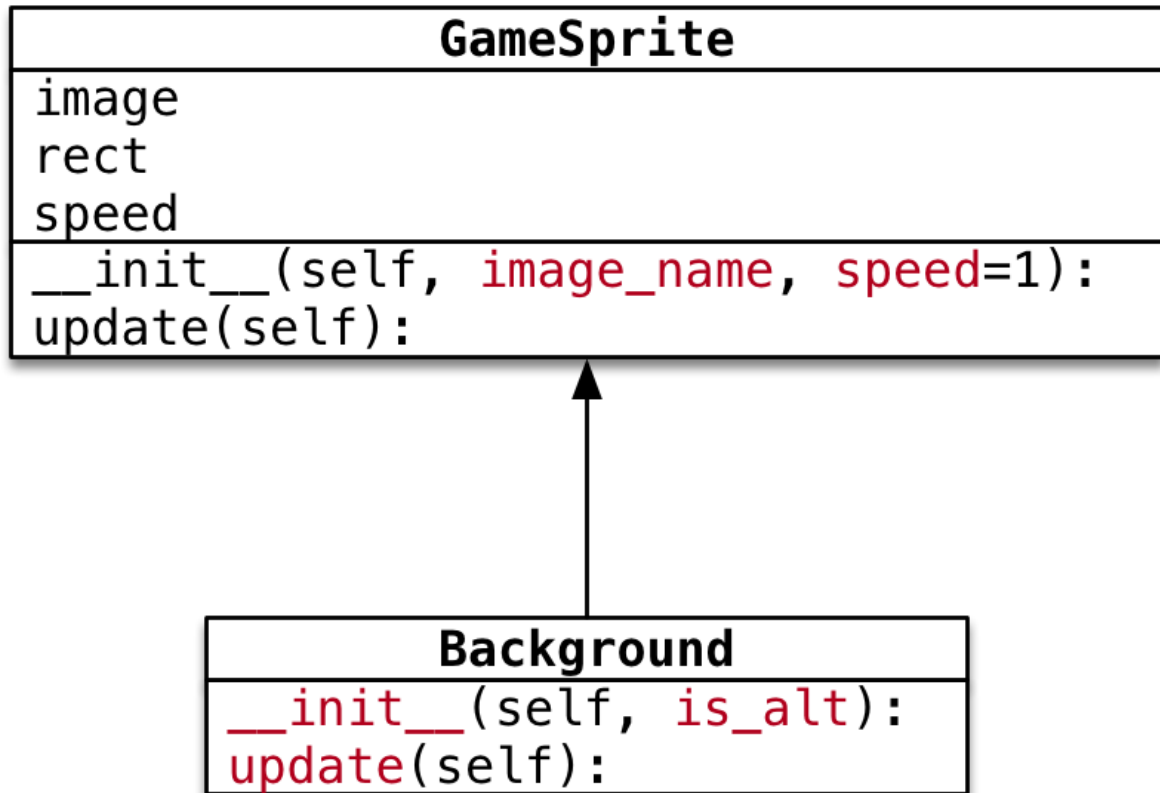 GameSprite
image
rect
speed
__init__(self, image_name, speed=1):
update(self):
Background
__init__(self, is_alt):
update(self):